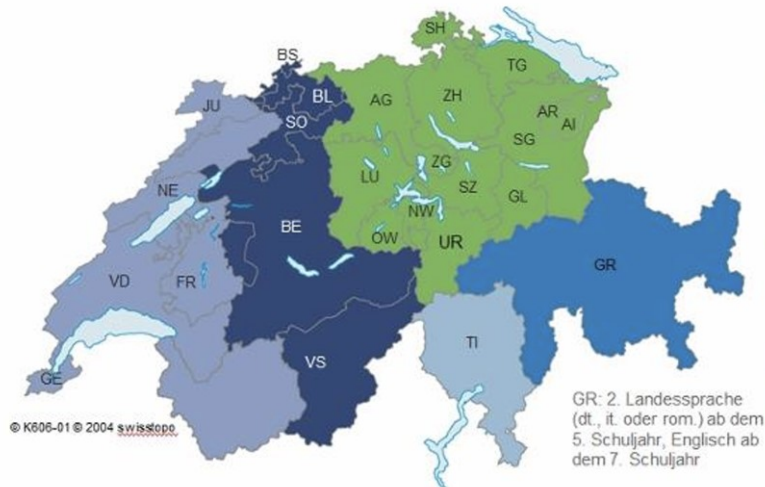 SH
BS
TG
BL
AG
ZH
JU
AR
AI
SO
SG
ZG
LU
SZ
NE
GL
NW
BE
OW
UR
GR
VD
FR
TI
VS
GE
GR: 2. Landessprache
(dt., it. oder rom.) ab dem
5. Schuljahr, Englisch ab
dem 7. Schuljahr
© K606-01 © 2004 swisstopo